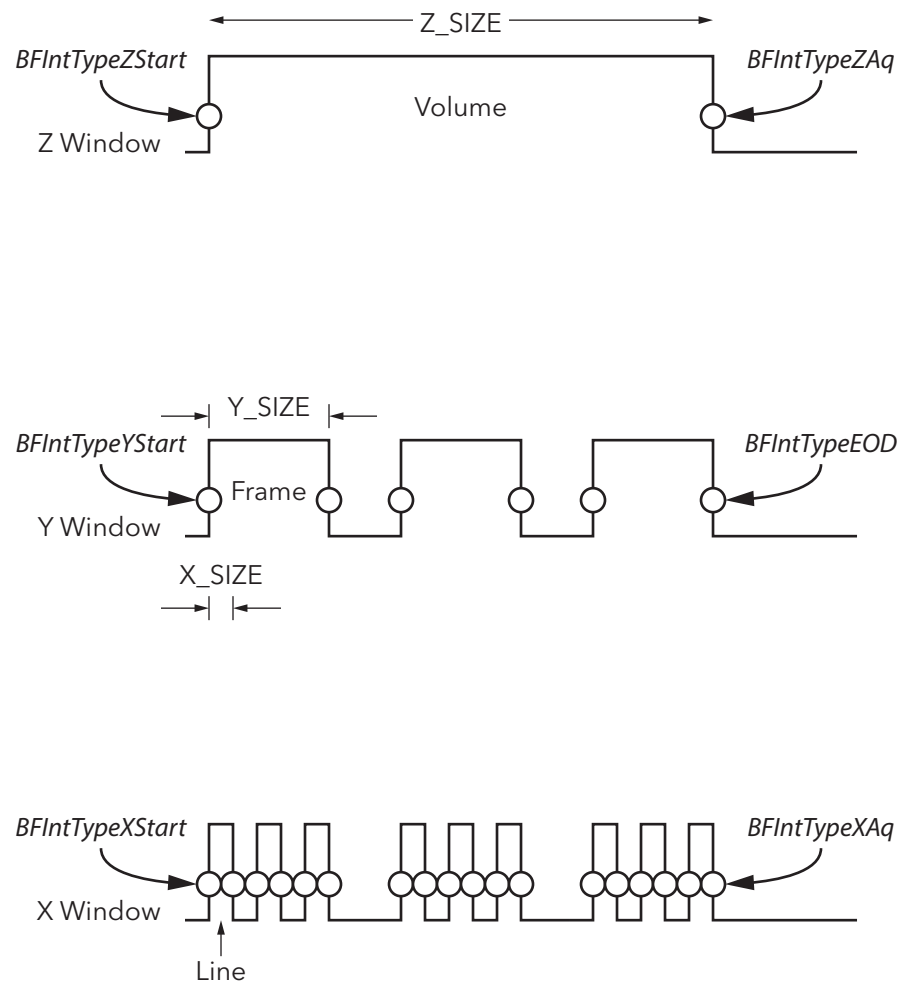 Z_SIZE
BFIntTypeZStart
BFIntTypeZAq
Volume
Z Window
Y_SIZE
BFIntTypeYStart
BFIntTypeEOD
Frame
Y Window
X_SIZE
BFIntTypeXStart
BFIntTypeXAq
X Window
Line